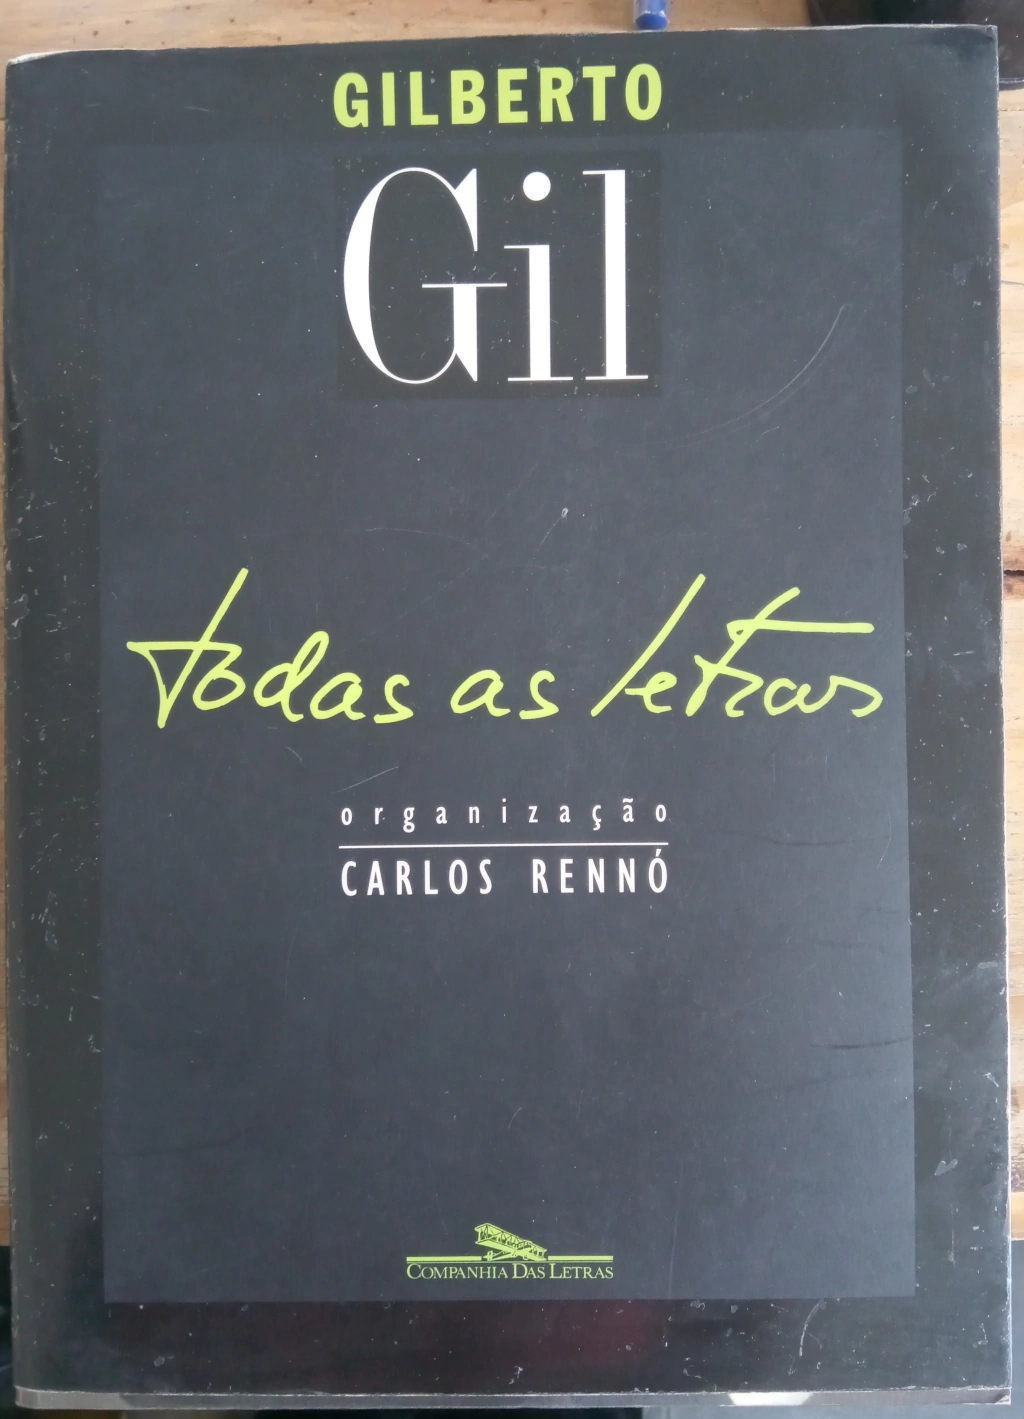 GILBERTO
Gil
todas as letras
organização
CARLOS RENNÓ
COMPANHIA DAS LETRAS